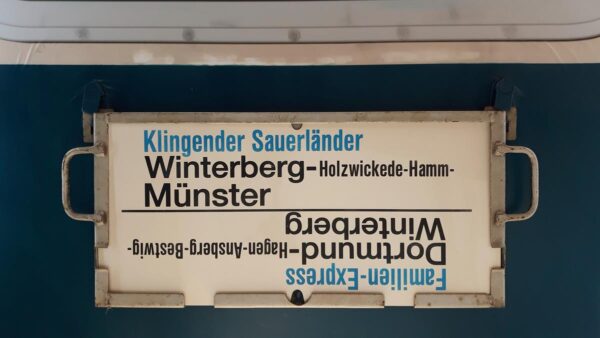 Klingender Sauerländer
Winterberg-Holzwickede-Hamm-
Münster
Familien-Express
Dortmund-Hagen-Ansberg-Bestwig-
Winterberg